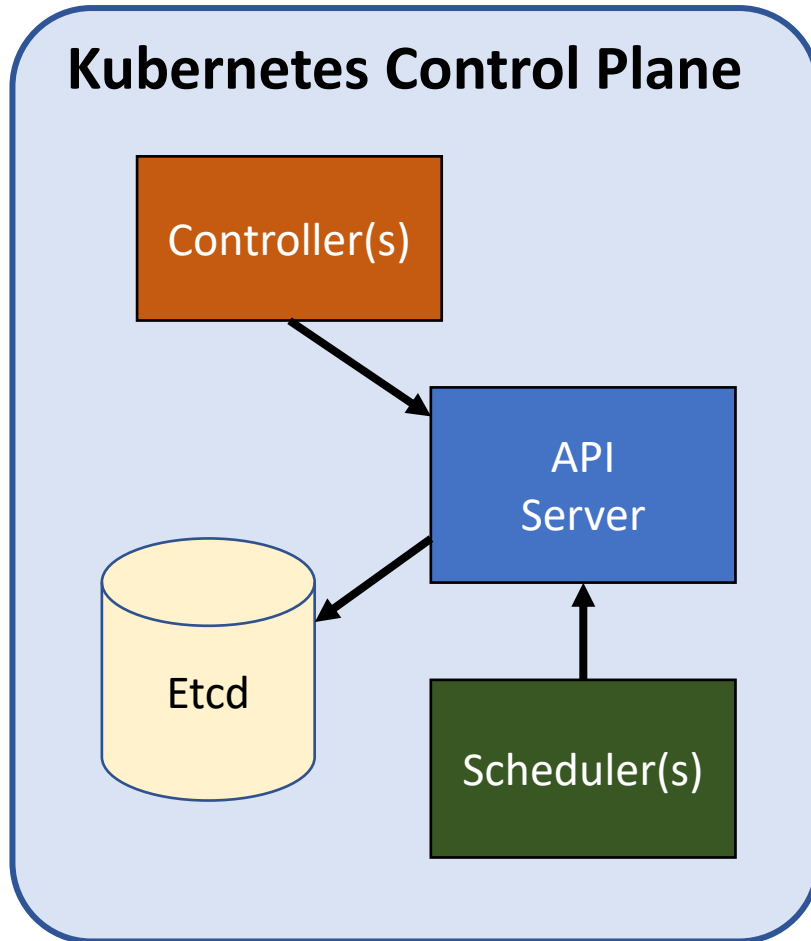 Kubernetes Control Plane
Controller(s)
API
Server
Etcd
Scheduler(s)